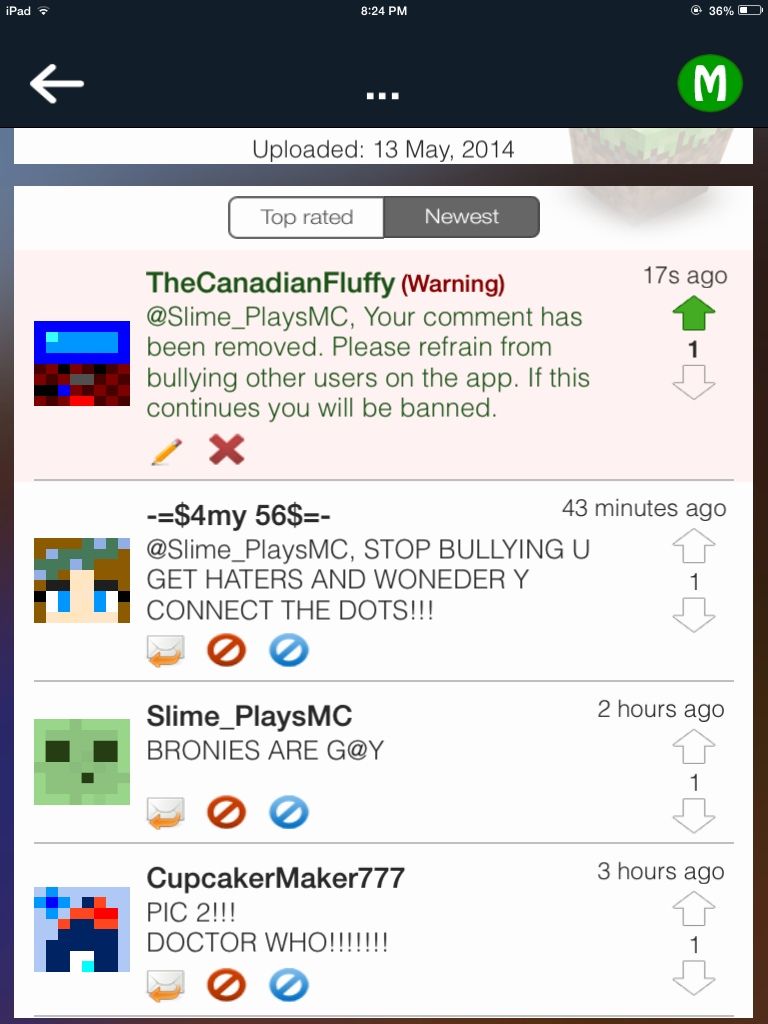 iPad 8:24 PM 36%
... M
Uploaded: 13 May, 2014
Top rated Newest
TheCanadianFluffy (Warning) 17s ago
@Slime_PlaysMC, Your comment has
been removed. Please refrain from
1
bullying other users on the app. If this
continues you will be banned.
-=$4my 56$=- 43 minutes ago
@Slime_PlaysMC, STOP BULLYING U
GET HATERS AND WONEDER Y
1
CONNECT THE DOTS!!!
Slime_PlaysMC 2 hours ago
BRONIES ARE G@Y
1
CupcakerMaker777 3 hours ago
PIC 2!!!
DOCTOR WHO!!!!!!!
1